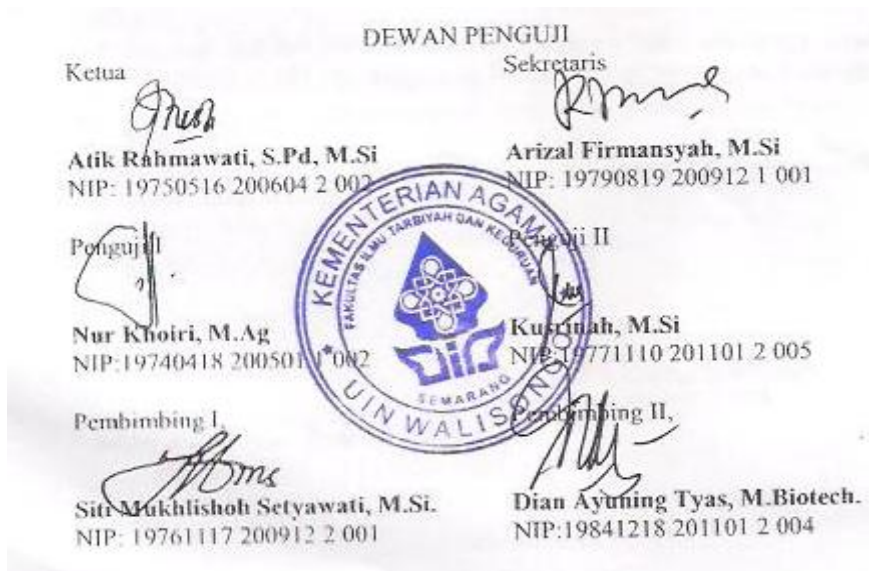 DEWAN PENGUJI
Ketua
Sekretaris
Atik Rahmawati, S.Pd, M.Si
NIP: 19750516 200604 2 002
Arizal Firmansyah, M.Si
NIP: 19790819 200912 1 001
Penguji I
Penguji II
Nur Khoiri, M.Ag
NIP:19740418 200501 1 002
Kusrinah, M.Si
NIP:19771110 201101 2 005
KEMENTERIAN AGAMA
FAKULTAS ILMU TARBIYAH DAN KEGURUAN
SEMARANG
UIN WALISONGO
Pembimbing I,
Pembimbing II,
Siti Mukhlishoh Setyawati, M.Si.
NIP: 19761117 200912 2 001
Dian Ayuning Tyas, M.Biotech.
NIP:19841218 201101 2 004